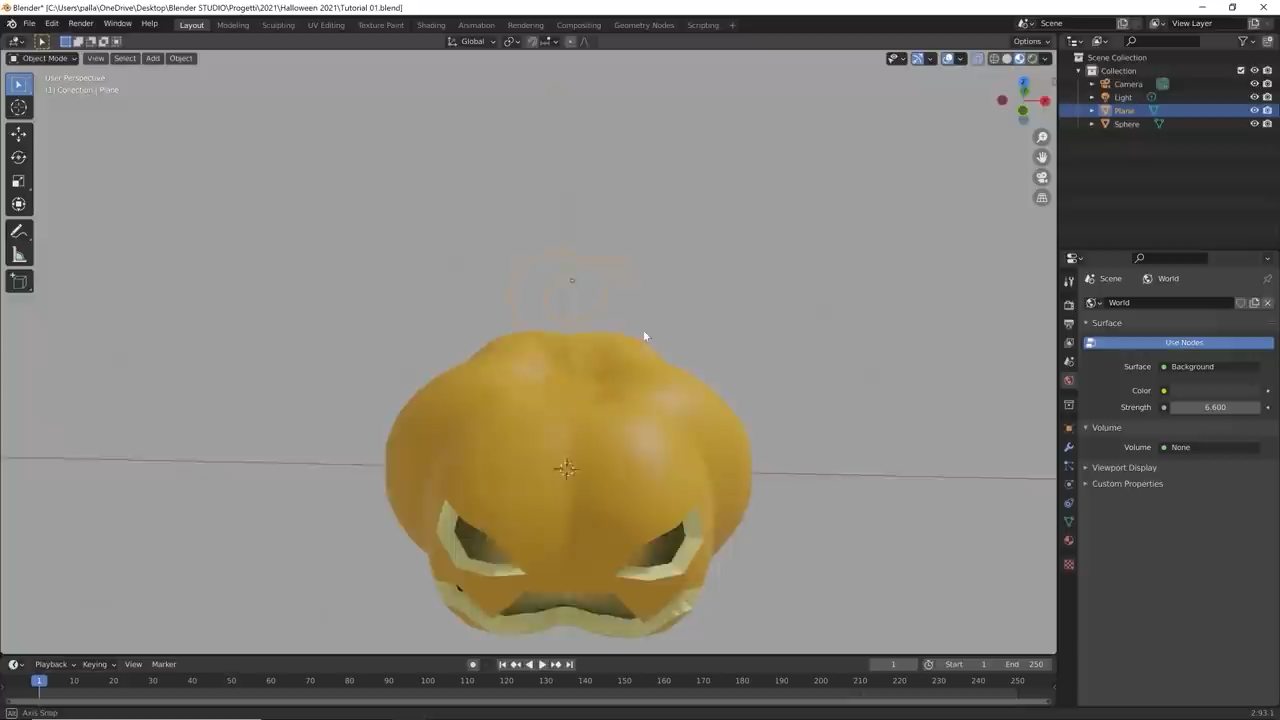 Blender* [C:\Users\palla\OneDrive\Desktop\Blender STUDIO\Progetti\2021\Halloween 2021\Tutorial 01.blend]
File Edit Render Window Help Layout Modeling Sculpting UV Editing Texture Paint Shading Animation Rendering Compositing Geometry Nodes Scripting + Scene View Layer
Global Options
Object Mode View Select Add Object
User Perspective
(1) Collection | Plane
Scene Collection
Collection
Camera
Light
Plane
Sphere
Scene World
World
Surface
Use Nodes
Surface Background
Color
Strength 6.600
Volume
Volume None
Viewport Display
Custom Properties
Playback Keying View Marker 1 Start 1 End 250
1 10 20 30 40 50 60 70 80 90 100 110 120 130 140 150 160 170 180 190 200 210 220 230 240 250
Axis Snap 2.93.1